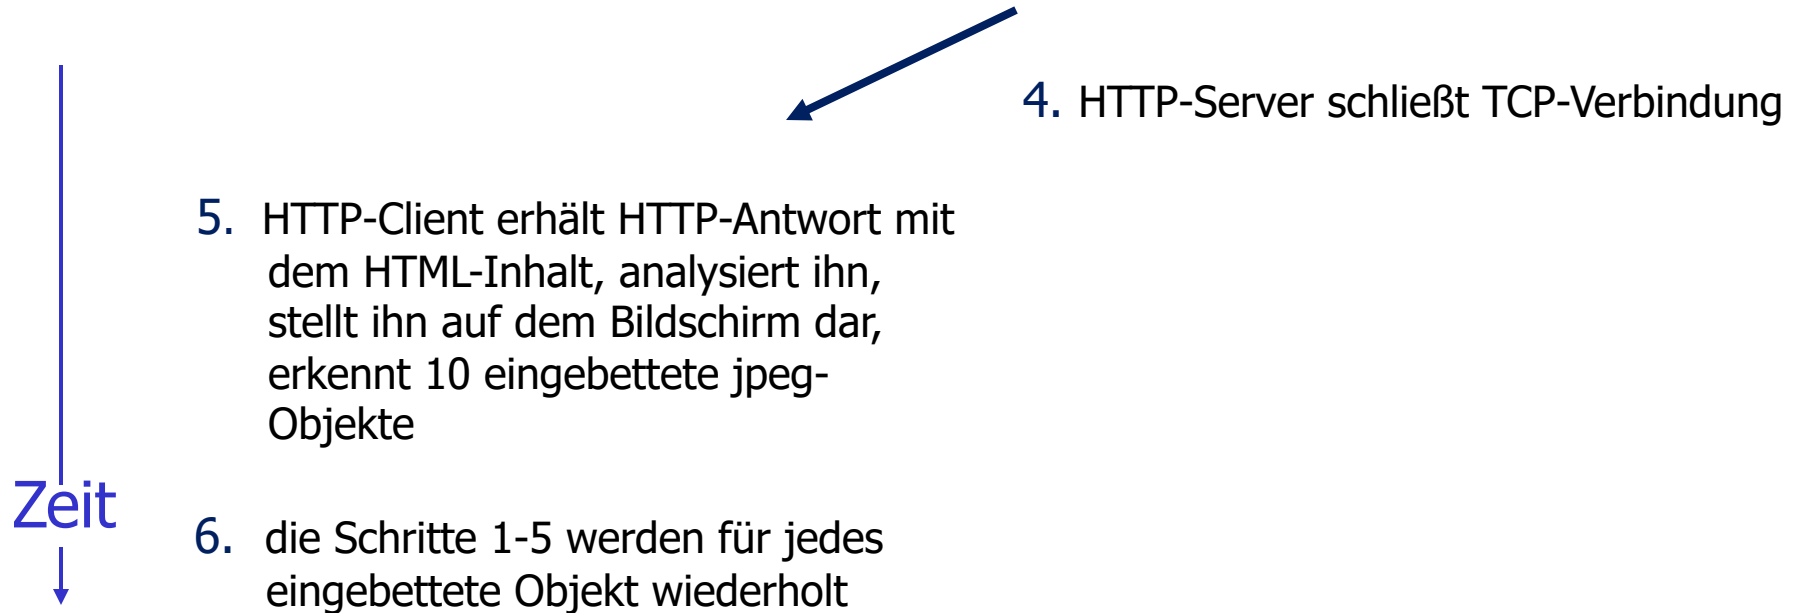 4. HTTP-Server schließt TCP-Verbindung
5. HTTP-Client erhält HTTP-Antwort mit
dem HTML-Inhalt, analysiert ihn,
stellt ihn auf dem Bildschirm dar,
erkennt 10 eingebettete jpeg-
Objekte
Zeit
6. die Schritte 1-5 werden für jedes
eingebettete Objekt wiederholt